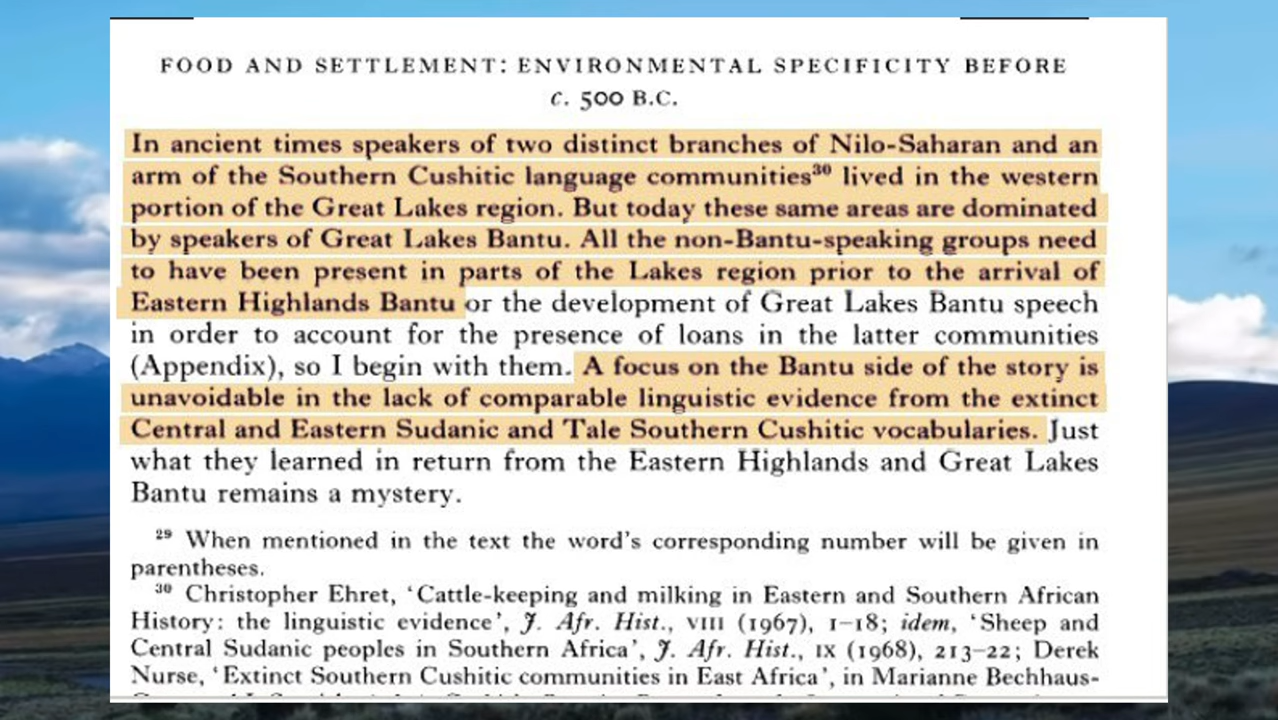 FOOD AND SETTLEMENT: ENVIRONMENTAL SPECIFICITY BEFORE
c. 500 B.C.
In ancient times speakers of two distinct branches of Nilo-Saharan and an
arm of the Southern Cushitic language communities³⁰ lived in the western
portion of the Great Lakes region. But today these same areas are dominated
by speakers of Great Lakes Bantu. All the non-Bantu-speaking groups need
to have been present in parts of the Lakes region prior to the arrival of
Eastern Highlands Bantu or the development of Great Lakes Bantu speech
in order to account for the presence of loans in the latter communities
(Appendix), so I begin with them. A focus on the Bantu side of the story is
unavoidable in the lack of comparable linguistic evidence from the extinct
Central and Eastern Sudanic and Tale Southern Cushitic vocabularies. Just
what they learned in return from the Eastern Highlands and Great Lakes
Bantu remains a mystery.
²⁹ When mentioned in the text the word's corresponding number will be given in
parentheses.
³⁰ Christopher Ehret, 'Cattle-keeping and milking in Eastern and Southern African
History: the linguistic evidence', J. Afr. Hist., VIII (1967), 1–18; idem, 'Sheep and
Central Sudanic peoples in Southern Africa', J. Afr. Hist., IX (1968), 213–22; Derek
Nurse, 'Extinct Southern Cushitic communities in East Africa', in Marianne Bechhaus-